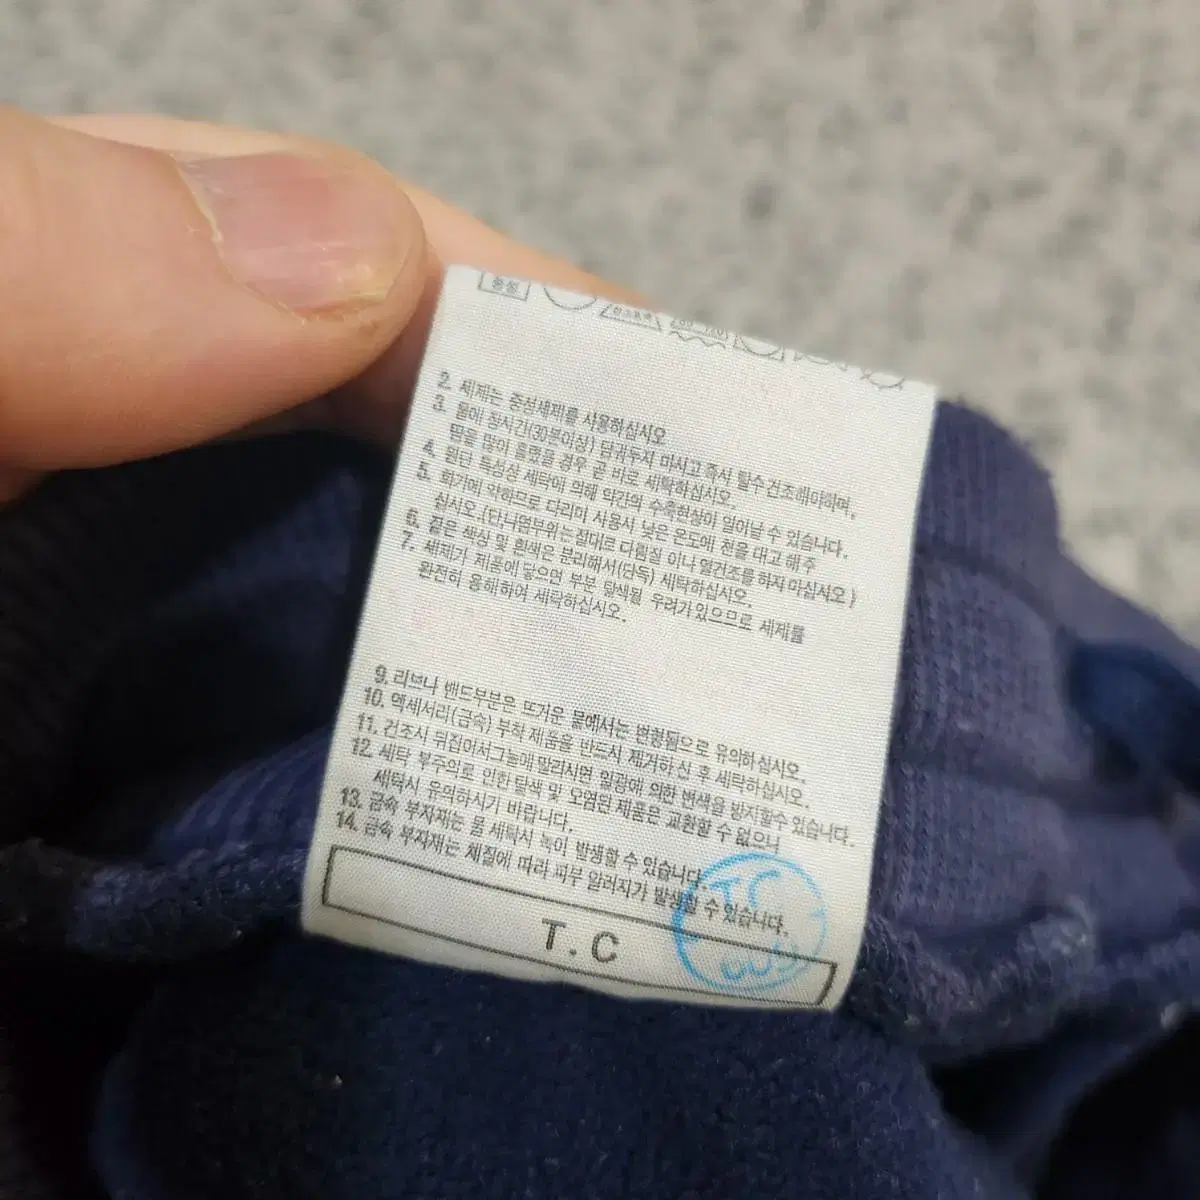 중성
2. 세제는 중성세제를 사용하십시오
3. 물에 장시간(30분이상) 담궈두지 마시고 즉시 탈수건조해야하며,
땀을 많이 흘렸을 경우 곧 바로 세탁하십시오.
4. 원단 특성상 세탁에 의해 약간의 수축현상이 일어날 수 있습니다.
5. 화기에 약하므로 다리미 사용시 낮은 온도에 천을 대고 해주
십시오.(단나염부위는절대로 다림질 이나 열건조를 하지 마십시오)
6. 짙은 색상 및 흰색은 분리해서(단독) 세탁하십시오.
7. 세제가 제품에 닿으면 부분 탈색될 우려가있으므로 세제를
완전히 용해하여 세탁하십시오.
9. 리브나 밴드부분은 뜨거운 물에서는 변형됨으로 유의하십시오.
10. 액세서리(금속) 부착 제품을 반드시 제거하신 후 세탁하십시오.
11. 건조시 뒤집어서그늘에말리시면 일광에 의한 변색을 방지할수 있습니다.
12. 세탁 부주의로 인한 탈색 및 오염된 제품은 교환할 수 없으니
세탁시 유의하시기 바랍니다.
13. 금속 부자재는 물 세탁시 녹이 발생할 수 있습니다.
14. 금속 부자재는 체질에 따라 피부 알러지가 발생할 수 있습니다.
T.C
T.C